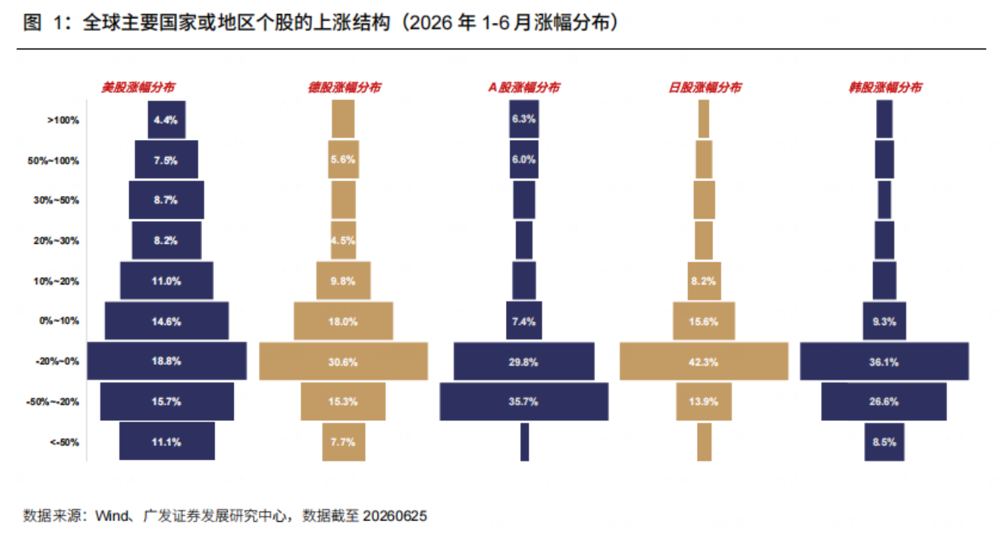 图 1：全球主要国家或地区个股的上涨结构（2026 年 1-6 月涨幅分布）
美股涨幅分布 德股涨幅分布 A股涨幅分布 日股涨幅分布 韩股涨幅分布
>100% 4.4% 6.3%
50%~100% 7.5% 5.6% 6.0%
30%~50% 8.7%
20%~30% 8.2% 4.5%
10%~20% 11.0% 9.8% 8.2%
0%~10% 14.6% 18.0% 7.4% 15.6% 9.3%
-20%~0% 18.8% 30.6% 29.8% 42.3% 36.1%
-50%~-20% 15.7% 15.3% 35.7% 13.9% 26.6%
<-50% 11.1% 7.7% 8.5%
数据来源：Wind、广发证券发展研究中心，数据截至 20260625